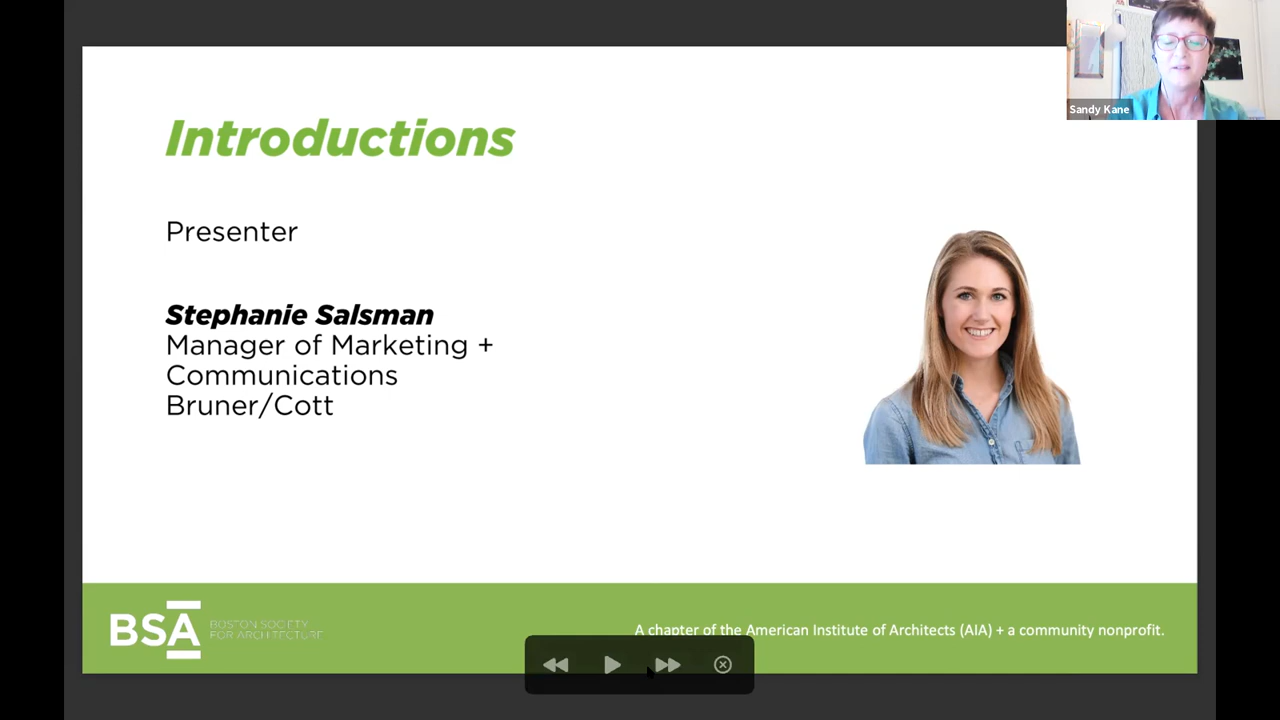 Sandy Kane
Introductions
Presenter
Stephanie Salsman
Manager of Marketing +
Communications
Bruner/Cott
BSA
BOSTON SOCIETY
FOR ARCHITECTURE
A chapter of the American Institute of Architects (AIA) + a community nonprofit.